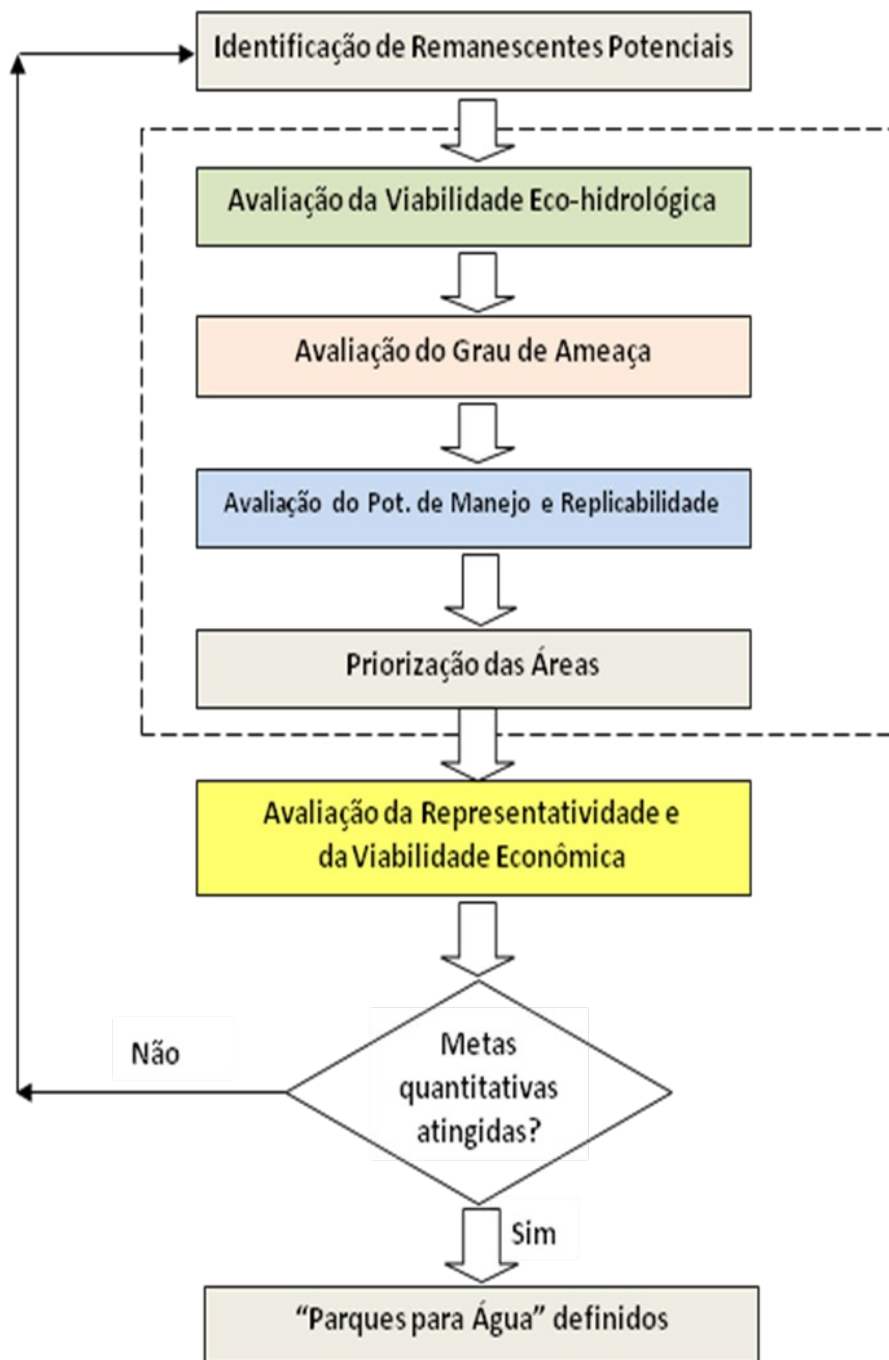 Identificação de Remanescentes Potenciais
Avaliação da Viabilidade Eco-hidrológica
Avaliação do Grau de Ameaça
Avaliação do Pot. de Manejo e Replicabilidade
Priorização das Áreas
Avaliação da Representatividade e
da Viabilidade Econômica
Não
Metas
quantitativas
atingidas?
Sim
“Parques para Água” definidos